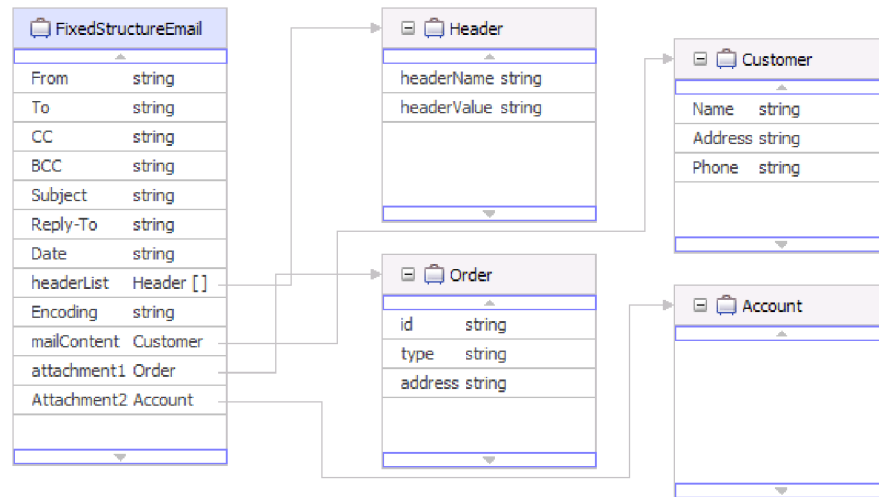 FixedStructureEmail
From string
To string
CC string
BCC string
Subject string
Reply-To string
Date string
headerList Header []
Encoding string
mailContent Customer
attachment1 Order
Attachment2 Account
Header
headerName string
headerValue string
Order
id string
type string
address string
Customer
Name string
Address string
Phone string
Account